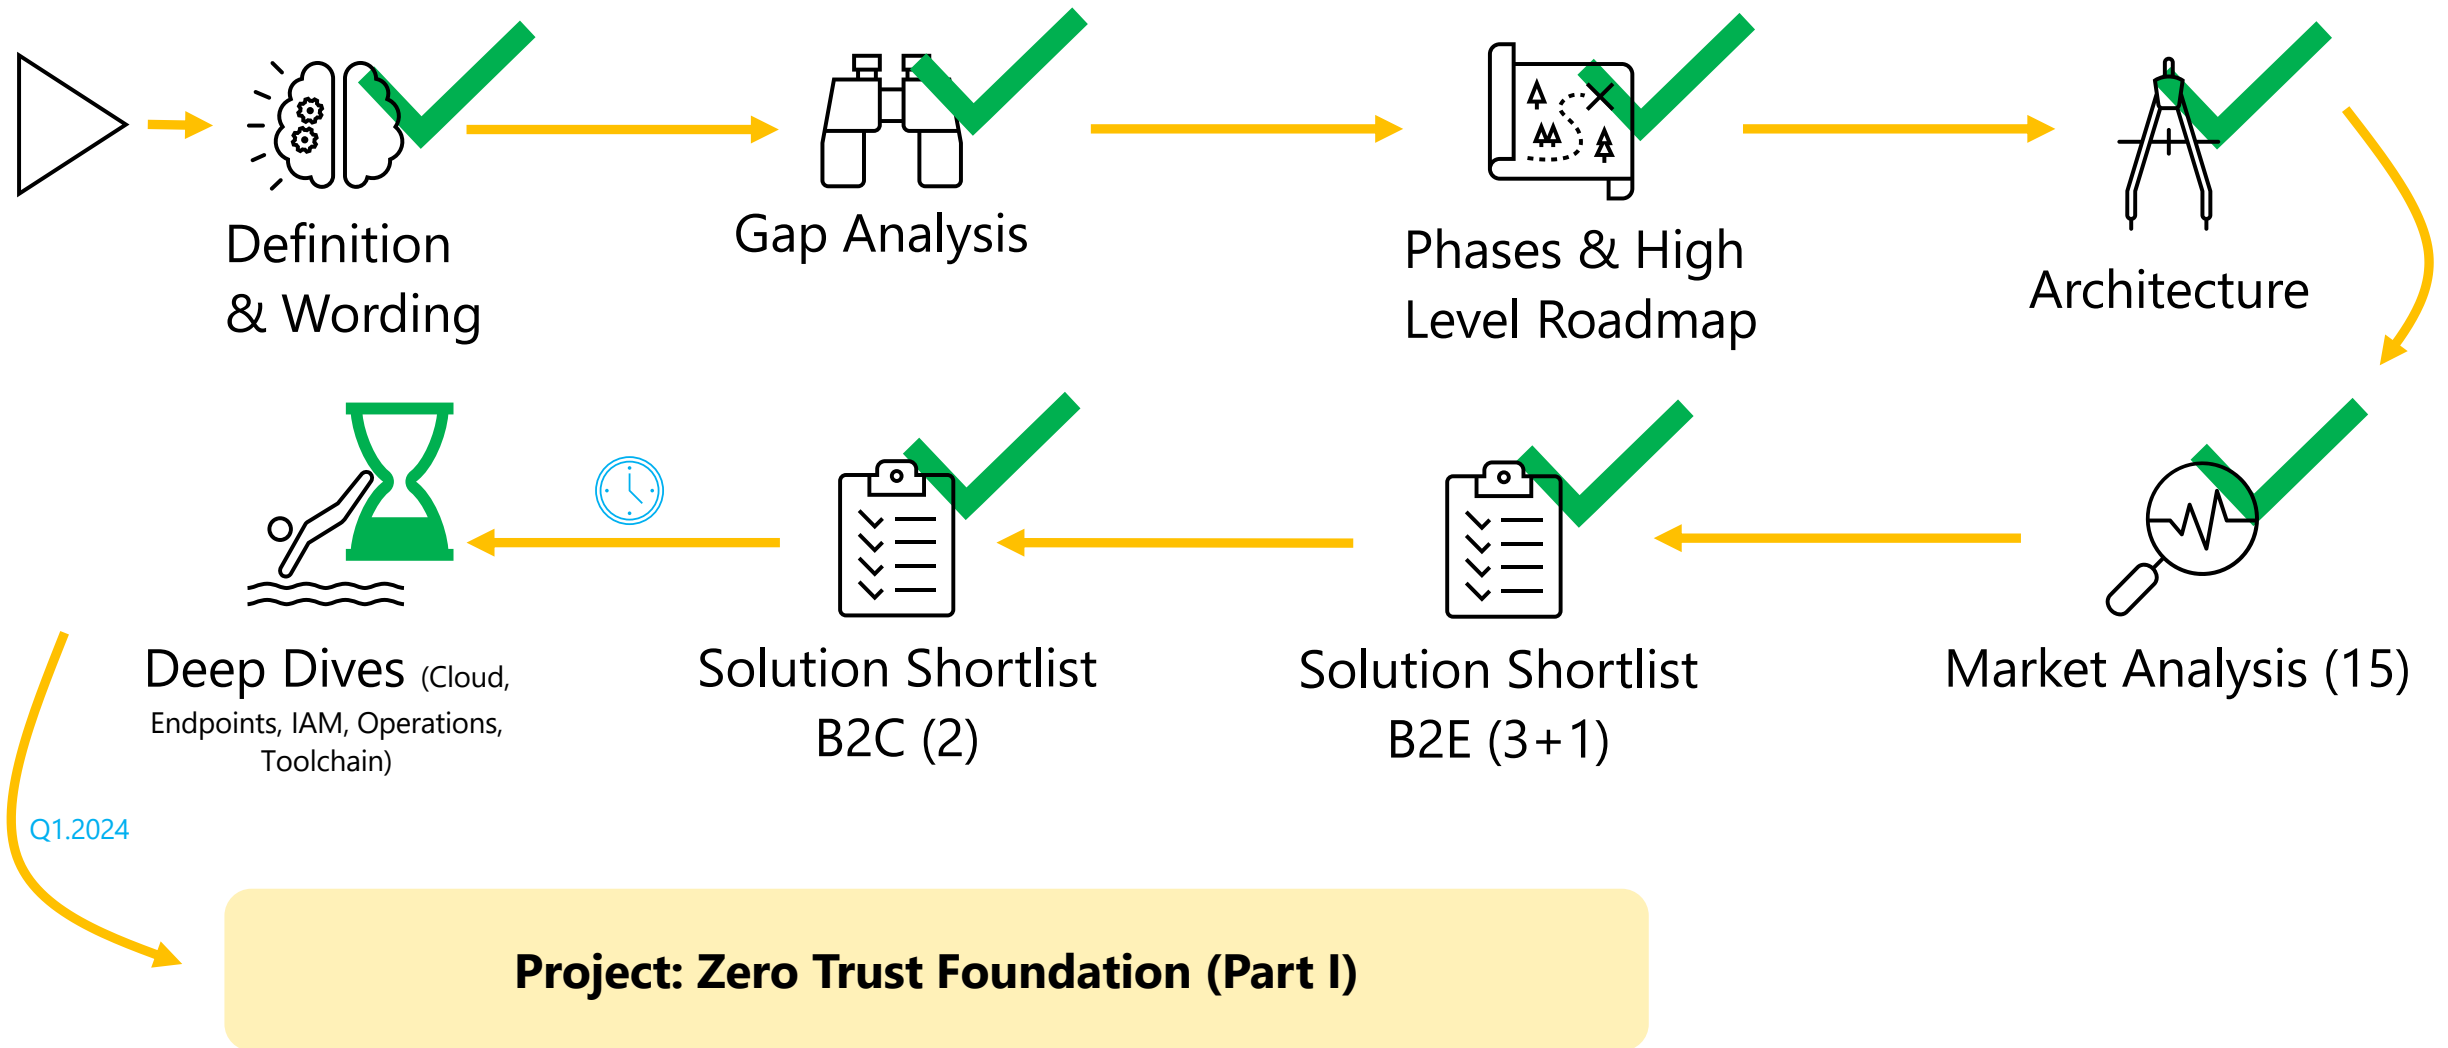 Definition
& Wording
Gap Analysis
Phases & High
Level Roadmap
Architecture
Market Analysis (15)
Solution Shortlist
B2E (3+1)
Solution Shortlist
B2C (2)
Deep Dives (Cloud,
Endpoints, IAM, Operations,
Toolchain)
Q1.2024
Project: Zero Trust Foundation (Part I)